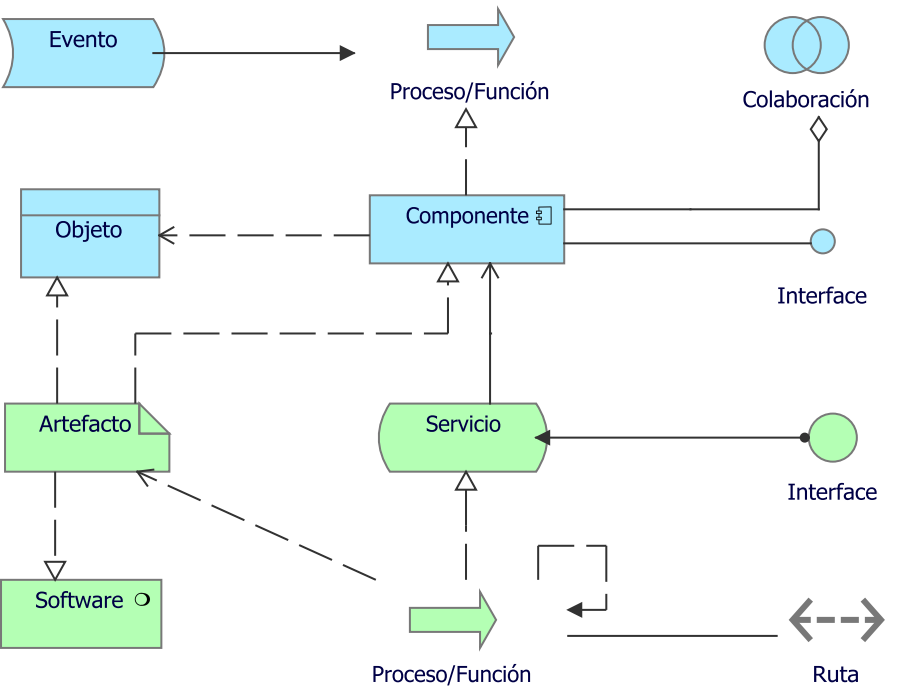 Evento
Proceso/Función
Colaboración
Objeto
Componente
Interface
Artefacto
Servicio
Interface
Software
Proceso/Función
Ruta